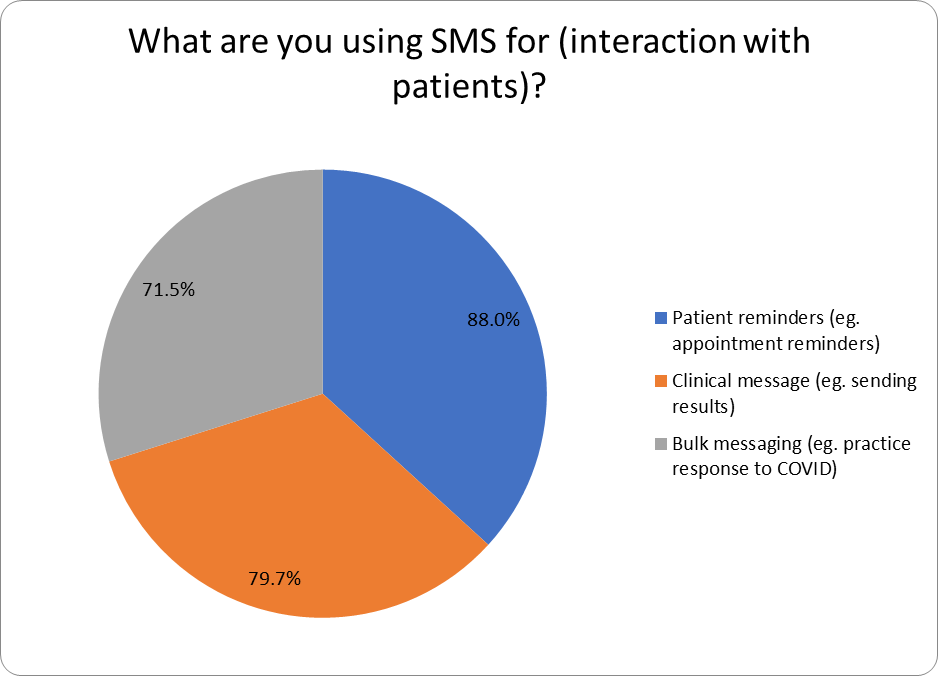 What are you using SMS for (interaction with
patients)?
71.5%
88.0%
79.7%
Patient reminders (eg.
appointment reminders)
Clinical message (eg. sending
results)
Bulk messaging (eg. practice
response to COVID)